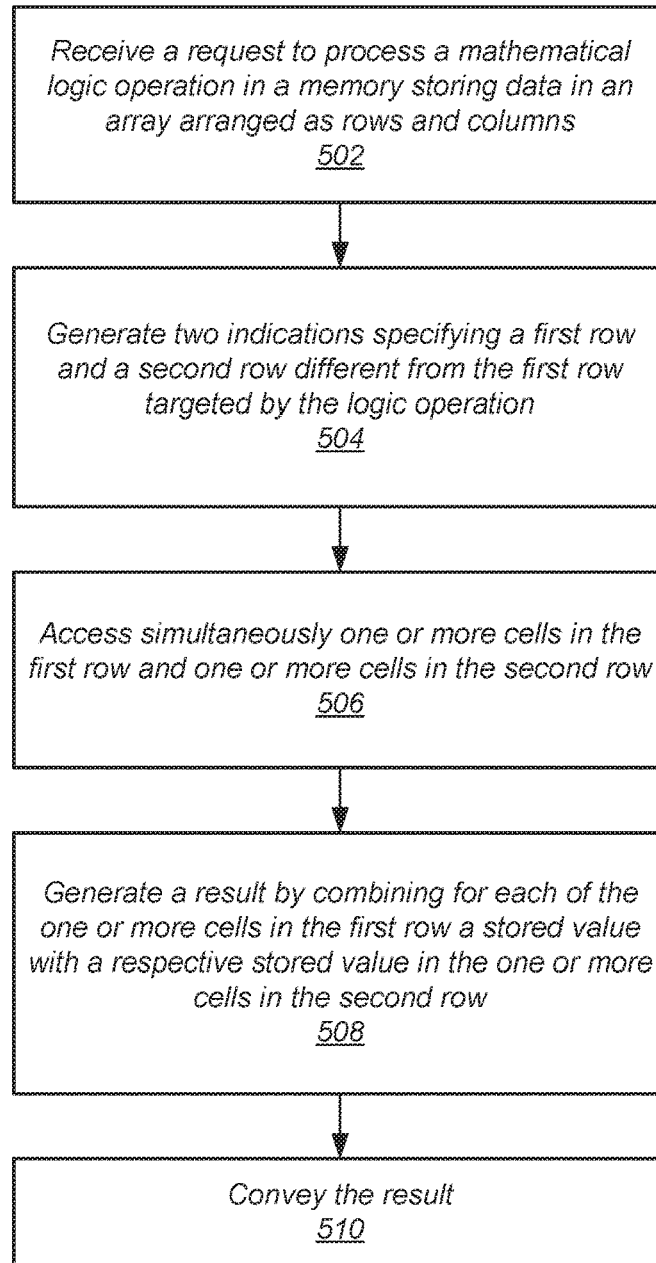 Receive a request to process a mathematical
logic operation in a memory storing data in an
array arranged as rows and columns
502
Generate two indications specifying a first row
and a second row different from the first row
targeted by the logic operation
504
Access simultaneously one or more cells in the
first row and one or more cells in the second row
506
Generate a result by combining for each of the
one or more cells in the first row a stored value
with a respective stored value in the one or more
cells in the second row
508
Convey the result
510